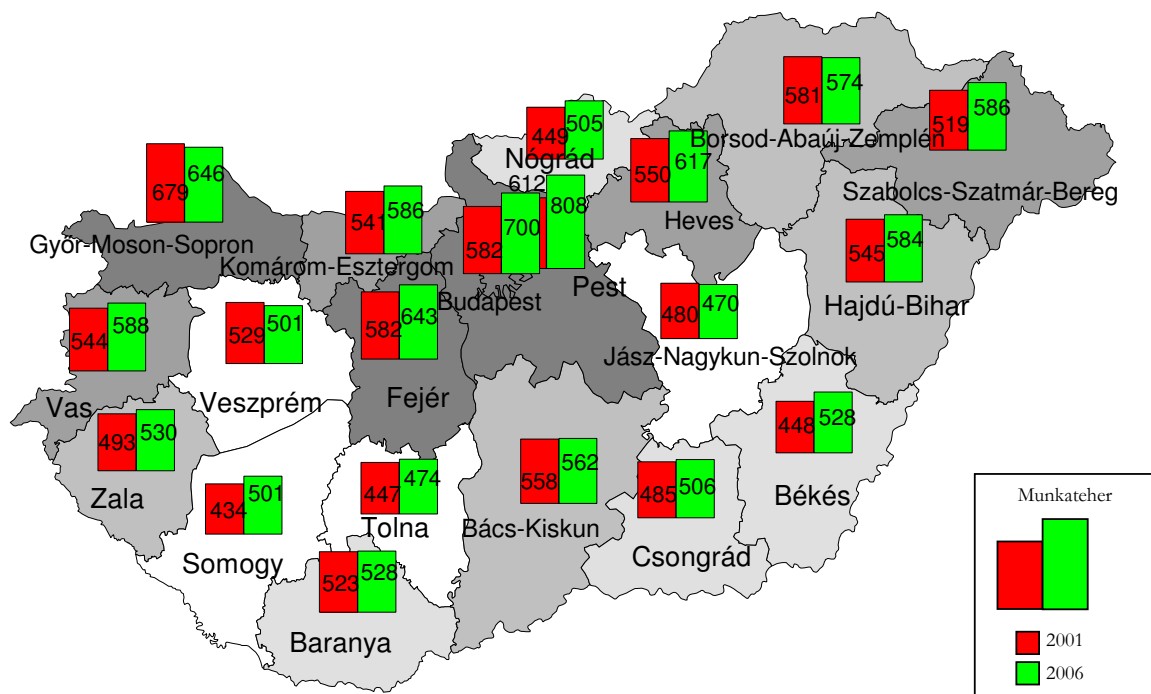 581 574
Borsod-Abaúj-Zemplén
519 586
Szabolcs-Szatmár-Bereg
449 505
Nógrád
550 617
Heves
679 646
Győr-Moson-Sopron
541 586
Komárom-Esztergom
612 808
Pest
582 700
Budapest
545 584
Hajdú-Bihar
544 588
Vas
529 501
Veszprém
582 643
Fejér
480 470
Jász-Nagykun-Szolnok
493 530
Zala
434 501
Somogy
447 474
Tolna
558 562
Bács-Kiskun
485 506
Csongrád
448 528
Békés
523 528
Baranya
Munkateher
2001
2006